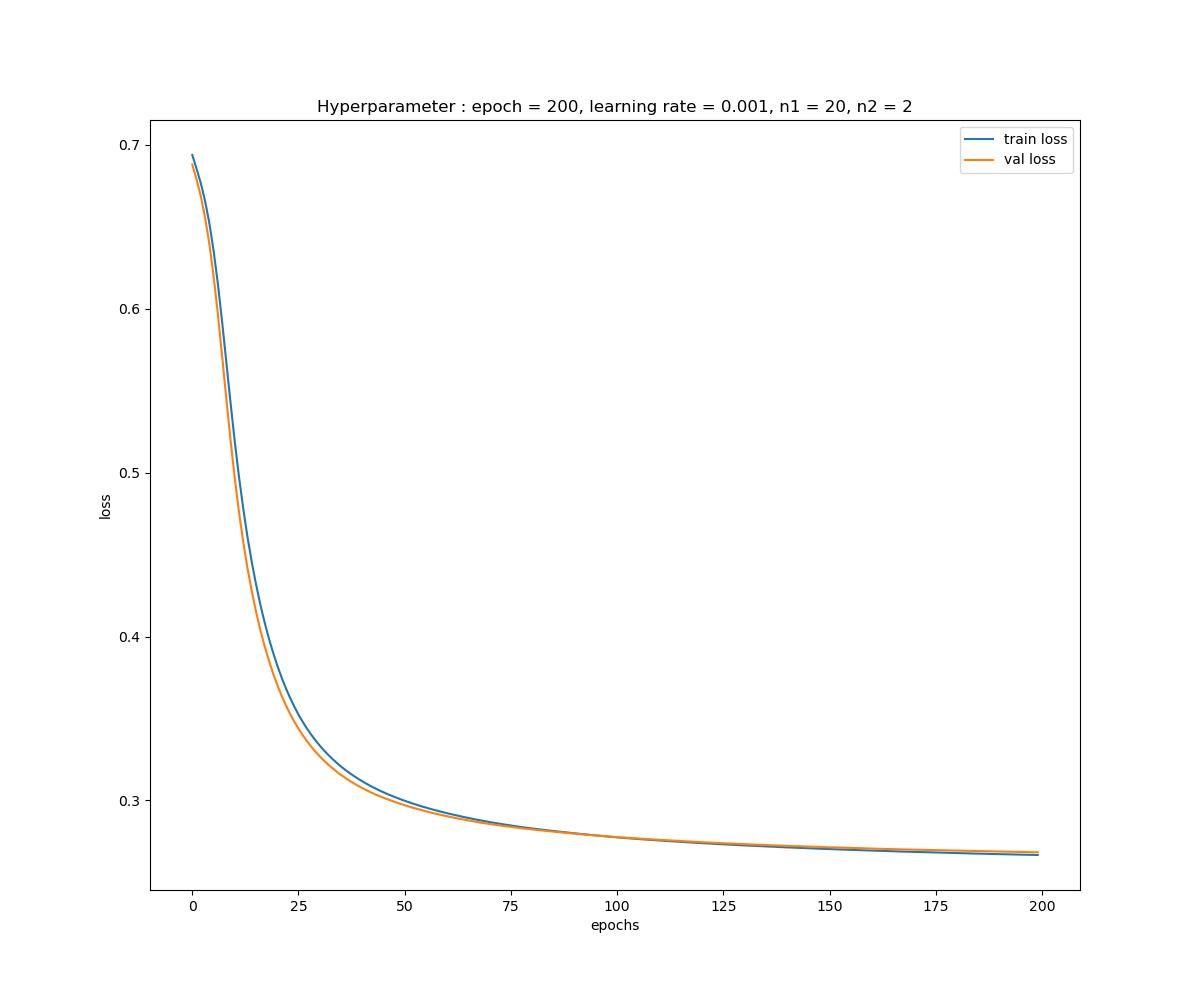 Hyperparameter : epoch = 200, learning rate = 0.001, n1 = 20, n2 = 2
train loss
val loss
0.7
0.6
0.5
0.4
0.3
loss
0 25 50 75 100 125 150 175 200
epochs